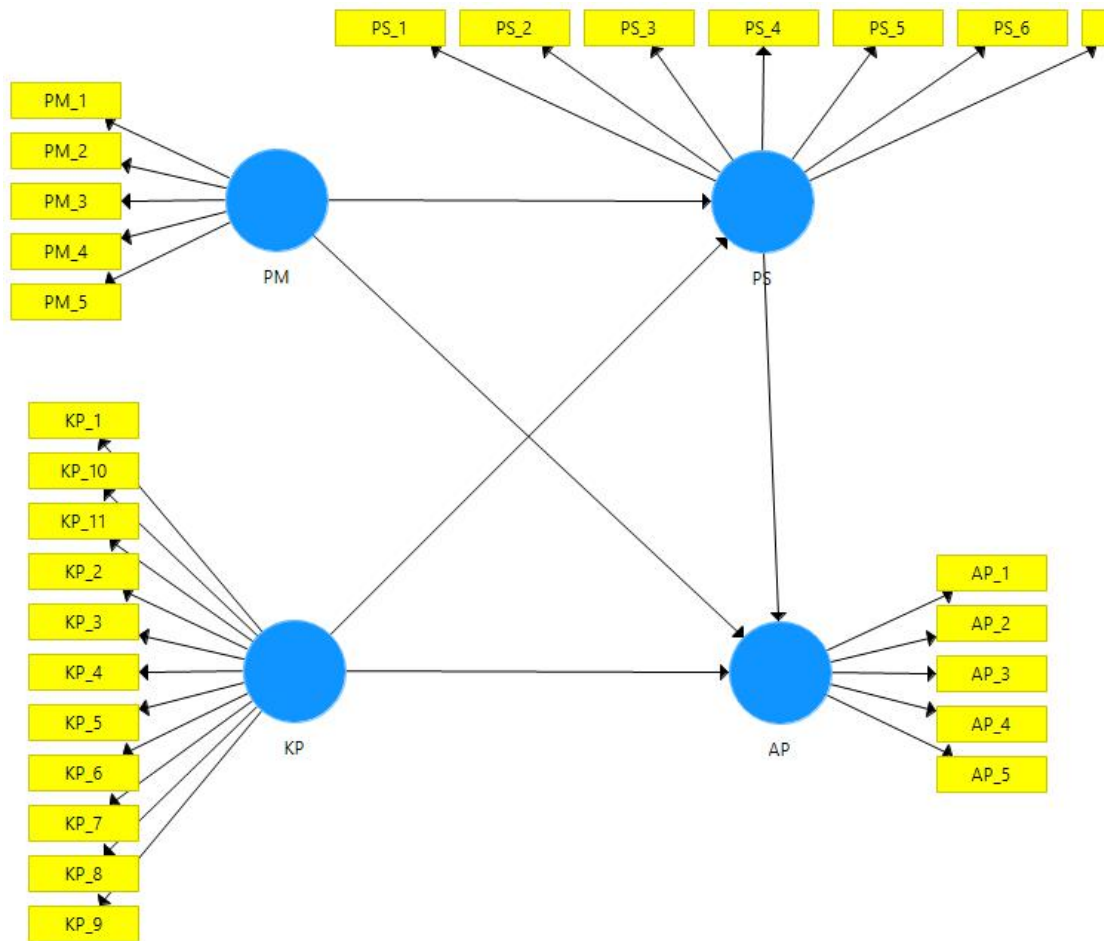 PS_1 PS_2 PS_3 PS_4 PS_5 PS_6
PM_1
PM_2
PM_3
PM_4
PM_5
PM
PS
KP_1
KP_10
KP_11
KP_2
KP_3
KP_4
KP_5
KP_6
KP_7
KP_8
KP_9
KP
AP
AP_1
AP_2
AP_3
AP_4
AP_5